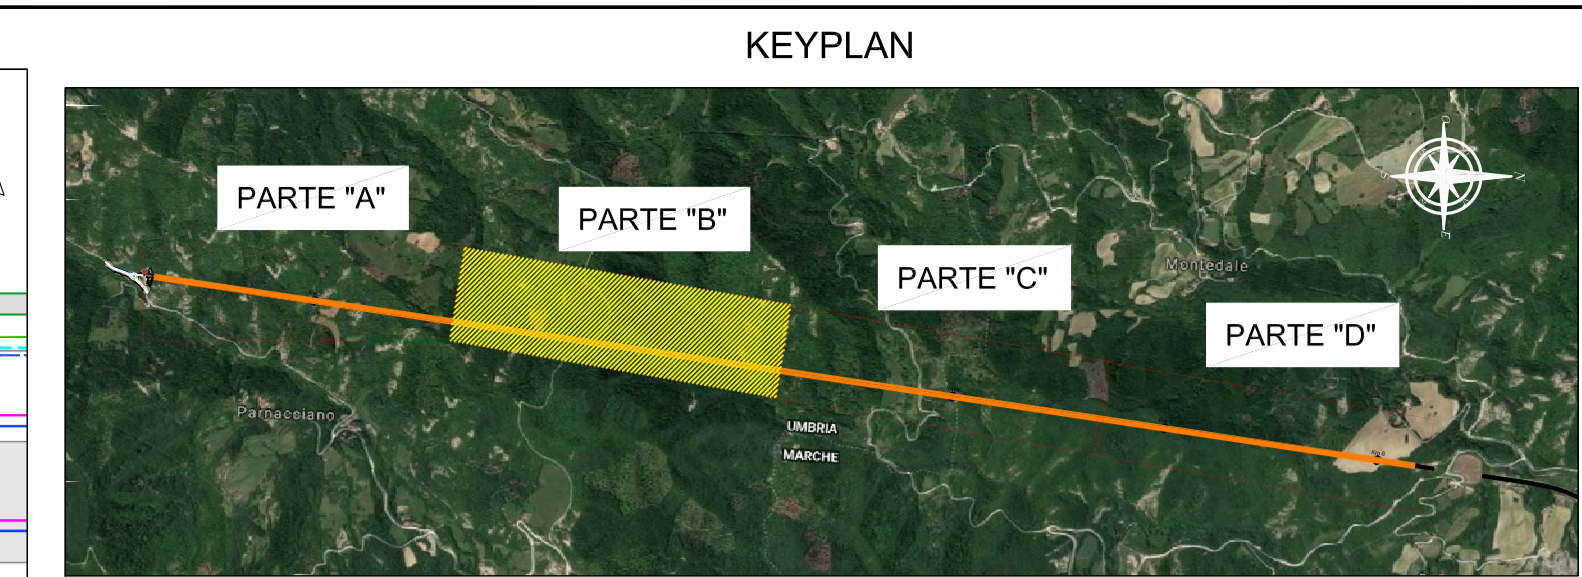 KEYPLAN
PARTE "A"
PARTE "B"
PARTE "C"
PARTE "D"
Montedale
Parnacciano
UMBRIA
MARCHE
O
S
N
E